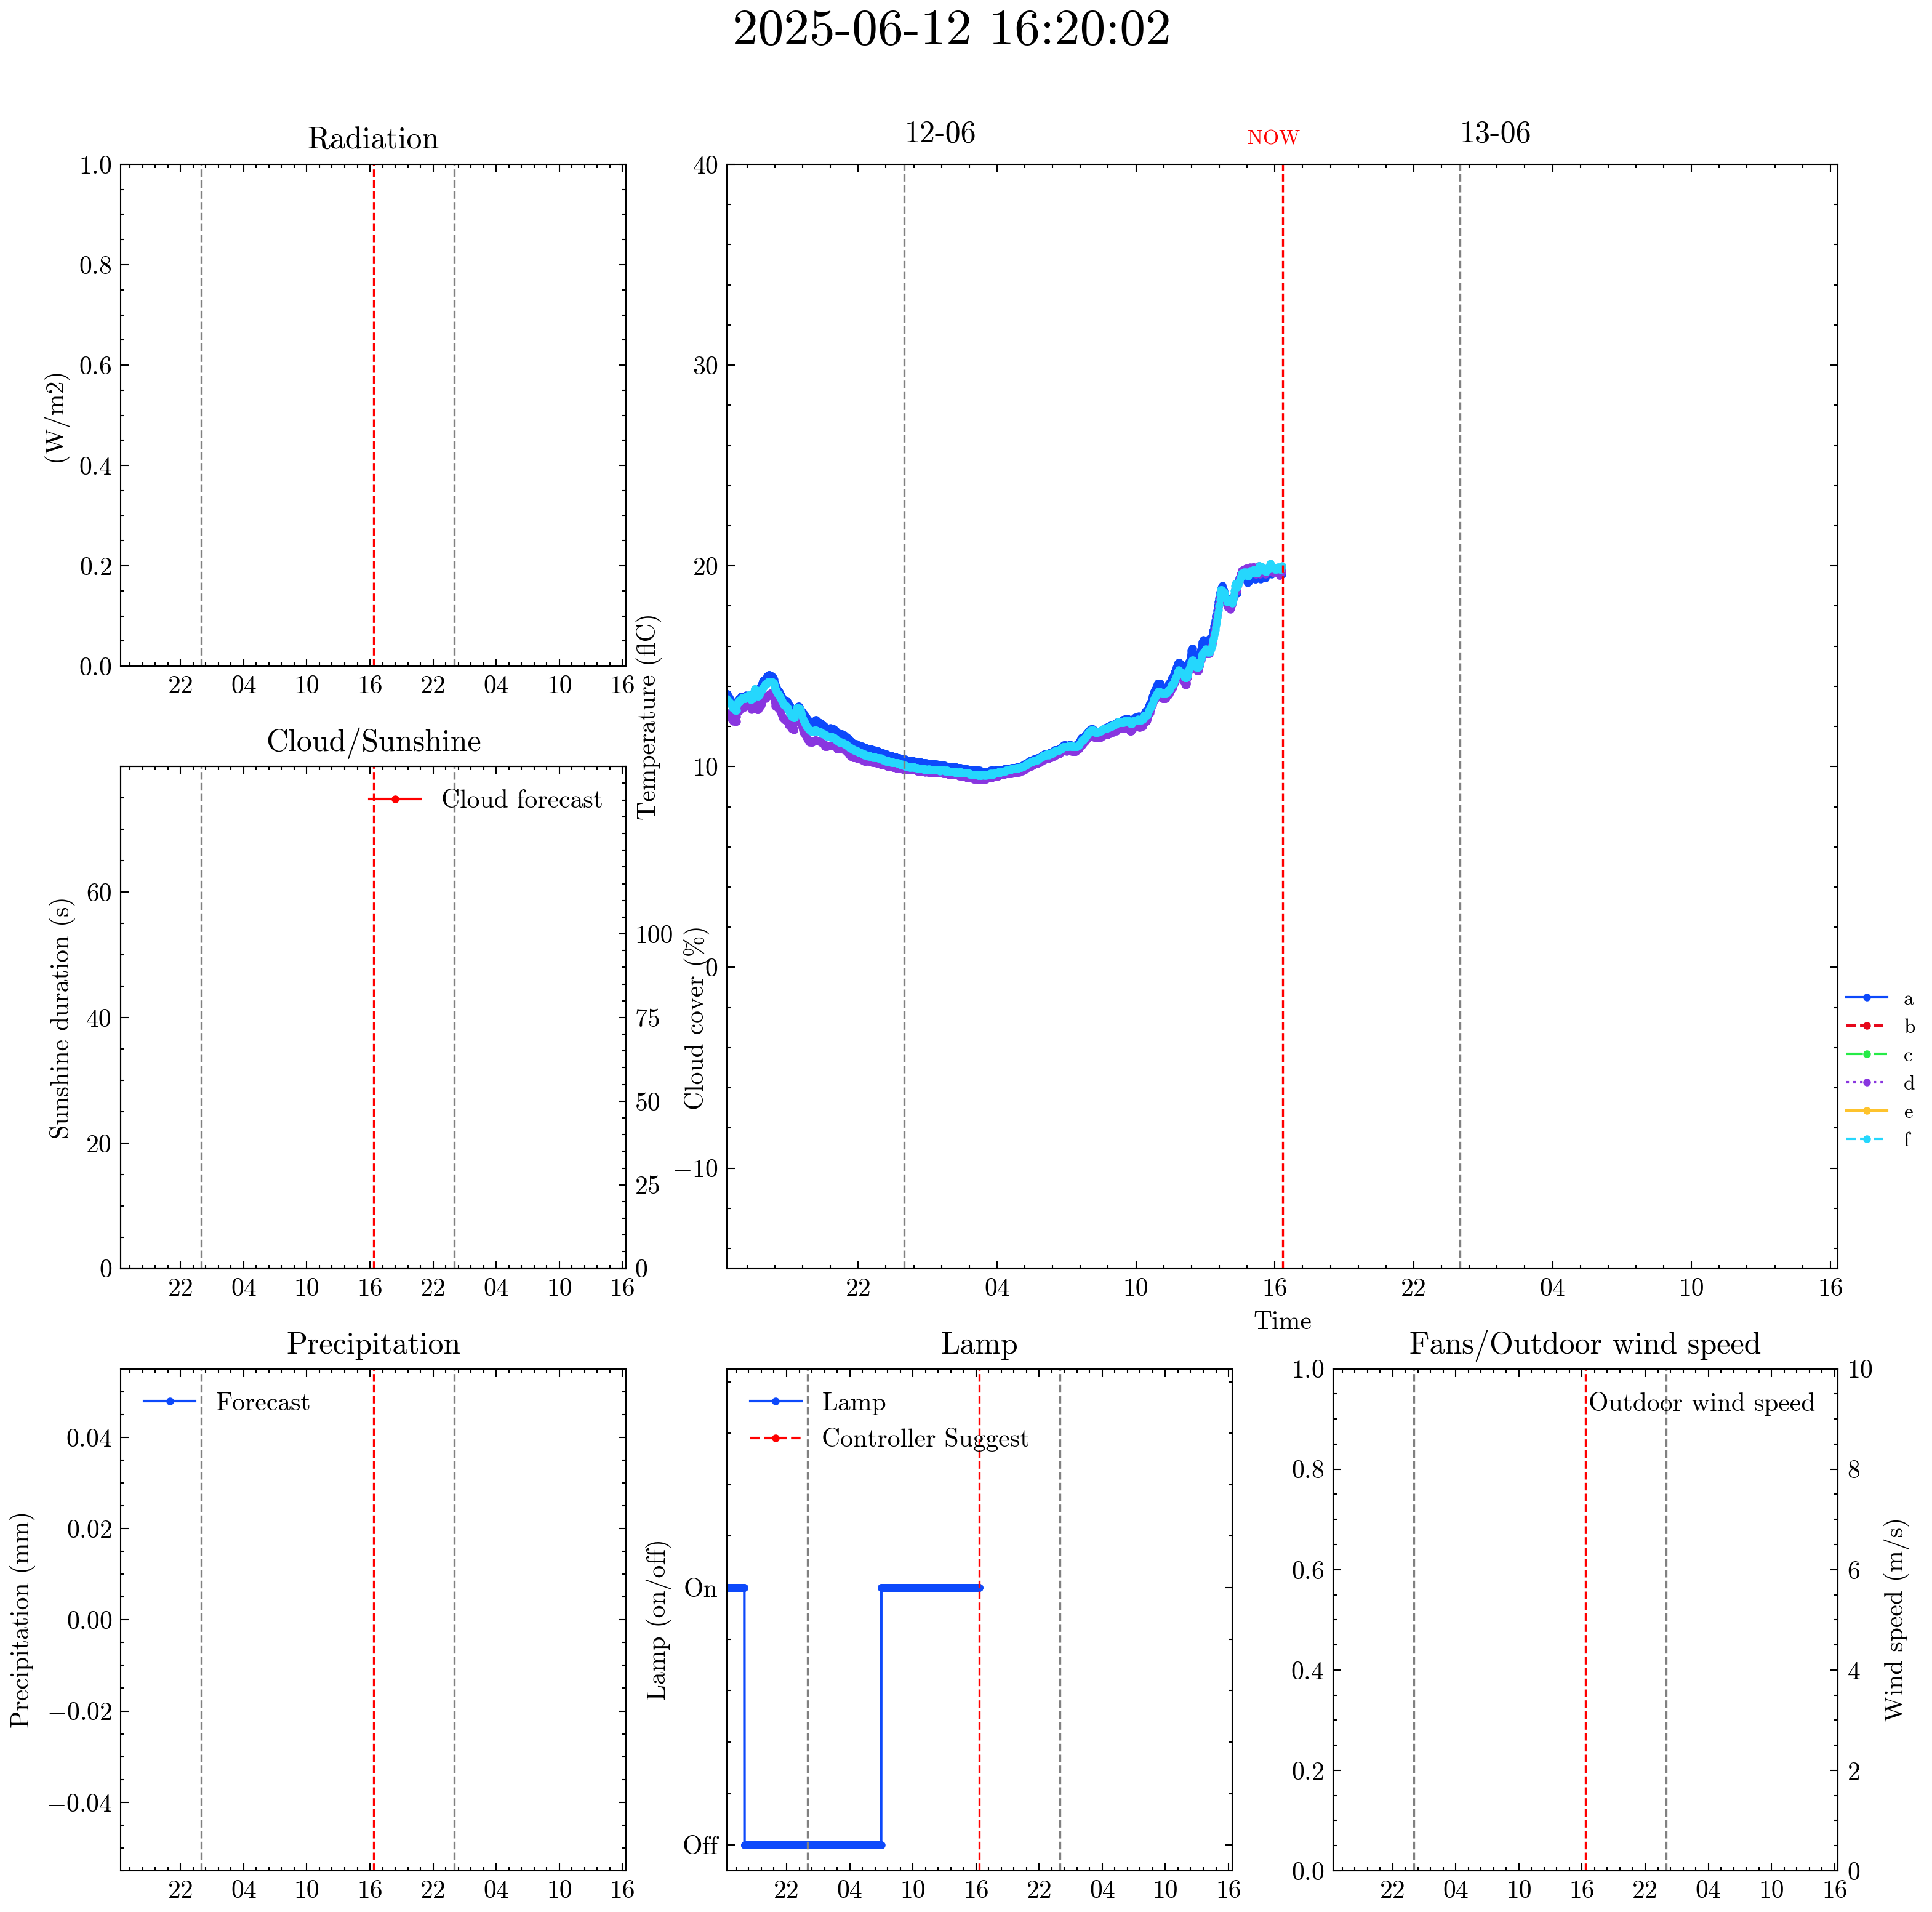 2025-06-12 16:20:02
Radiation
1.0
0.8
0.6
0.4
0.2
0.0
(W/m2)
22 04 10 16 22 04 10 16
12-06
NOW
13-06
40
30
20
10
0
−10
Temperature (flC)
22 04 10 16 22 04 10 16
Time
a
b
c
d
e
f
Cloud/Sunshine
Cloud forecast
60
40
20
0
Sunshine duration (s)
100
75
50
25
0
Cloud cover (%)
22 04 10 16 22 04 10 16
Precipitation
Forecast
0.04
0.02
0.00
−0.02
−0.04
Precipitation (mm)
22 04 10 16 22 04 10 16
Lamp
Lamp
Controller Suggest
On
Off
Lamp (on/off)
22 04 10 16 22 04 10 16
Fans/Outdoor wind speed
Outdoor wind speed
1.0
0.8
0.6
0.4
0.2
0.0
10
8
6
4
2
0
Wind speed (m/s)
22 04 10 16 22 04 10 16